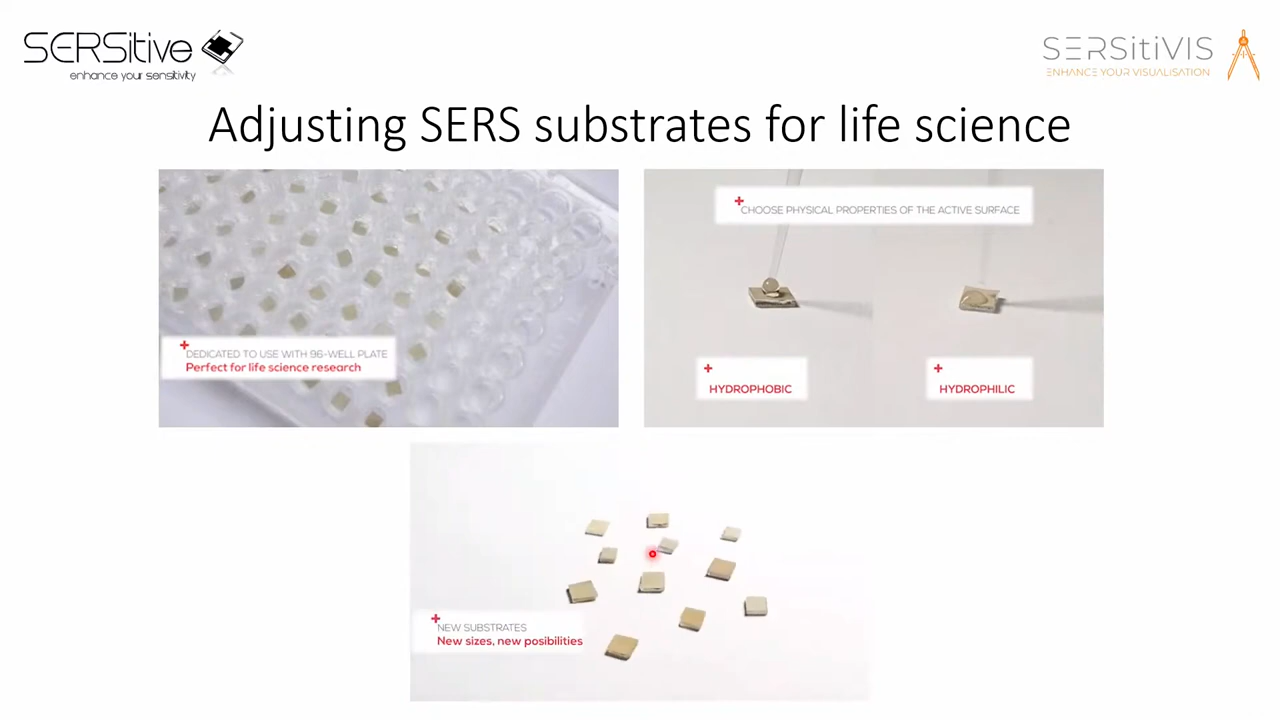 SERSitive
enhance your sensitivity
SERSitiVIS
ENHANCE YOUR VISUALISATION
Adjusting SERS substrates for life science
DEDICATED TO USE WITH 96-WELL PLATE
Perfect for life science research
CHOOSE PHYSICAL PROPERTIES OF THE ACTIVE SURFACE
HYDROPHOBIC
HYDROPHILIC
NEW SUBSTRATES
New sizes, new posibilities